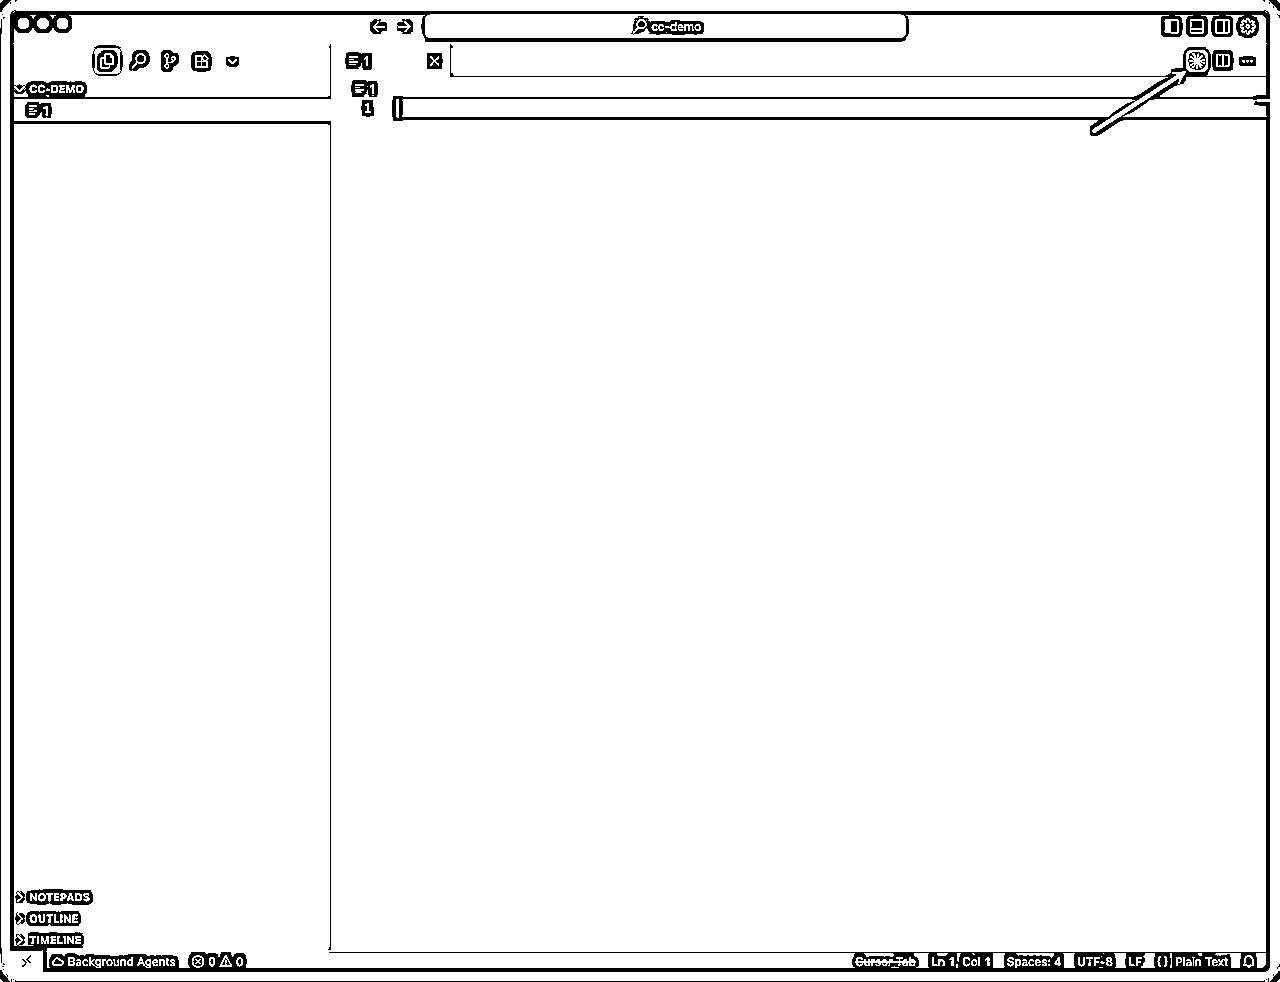 cc-demo
1
CC-DEMO
1
1
1
NOTEPADS
OUTLINE
TIMELINE
Background Agents 0 0
Cursor Tab Ln 1, Col 1 Spaces: 4 UTF-8 LF {} Plain Text